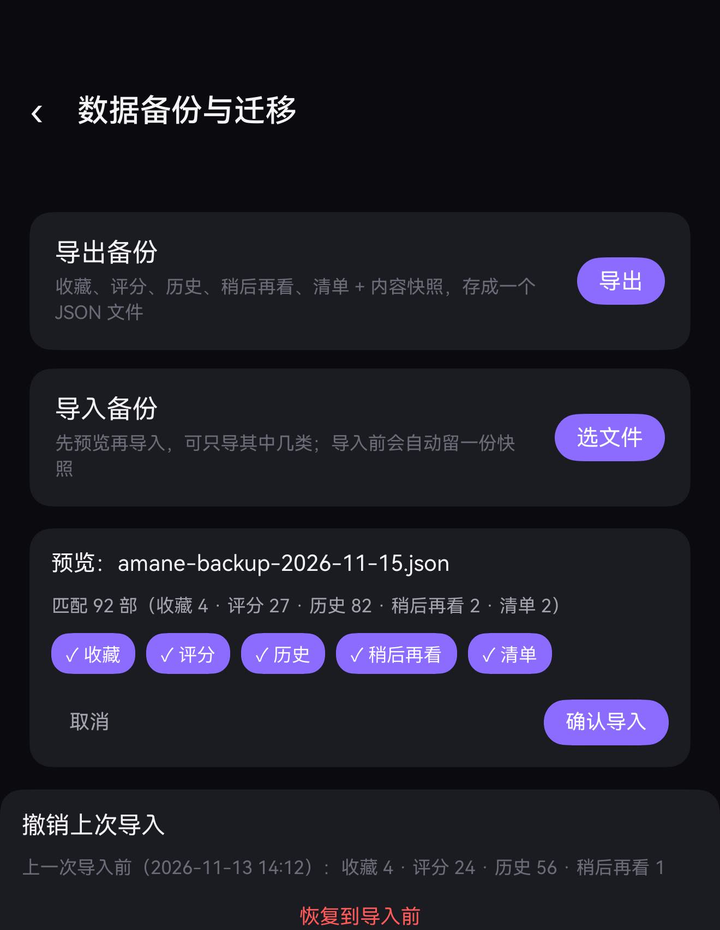 ‹ 数据备份与迁移
导出备份
收藏、评分、历史、稍后再看、清单 + 内容快照，存成一个
JSON 文件
导出
导入备份
先预览再导入，可只导其中几类；导入前会自动留一份快
照
选文件
预览：amane-backup-2026-11-15.json
匹配 92 部（收藏 4 · 评分 27 · 历史 82 · 稍后再看 2 · 清单 2）
✓ 收藏 ✓ 评分 ✓ 历史 ✓ 稍后再看 ✓ 清单
取消 确认导入
撤销上次导入
上一次导入前（2026-11-13 14:12）：收藏 4 · 评分 24 · 历史 56 · 稍后再看 1
恢复到导入前